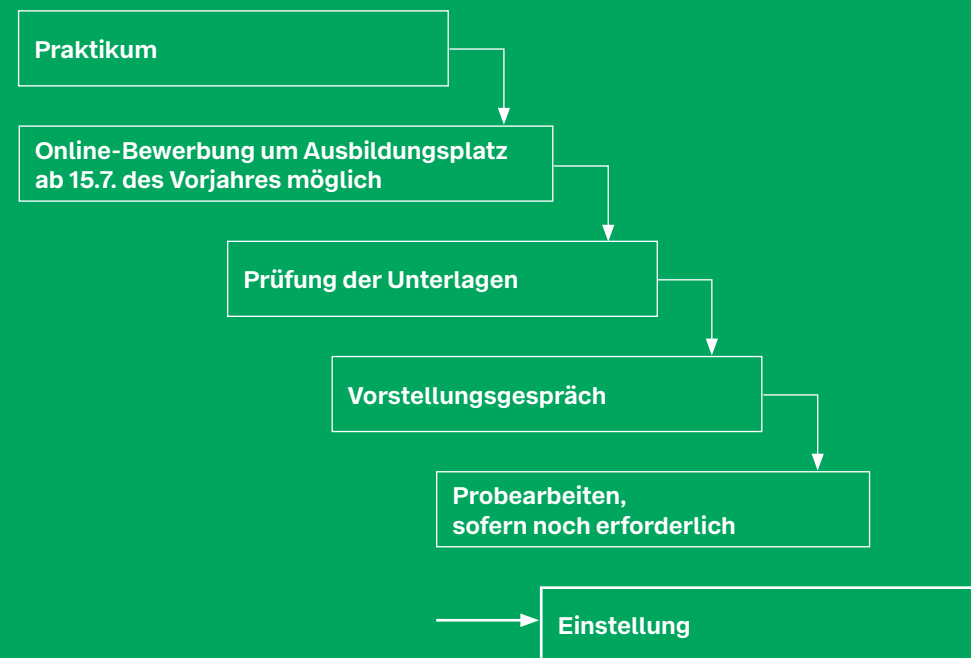 Praktikum
Online-Bewerbung um Ausbildungsplatz
ab 15.7. des Vorjahres möglich
Prüfung der Unterlagen
Vorstellungsgespräch
Probearbeiten,
sofern noch erforderlich
Einstellung